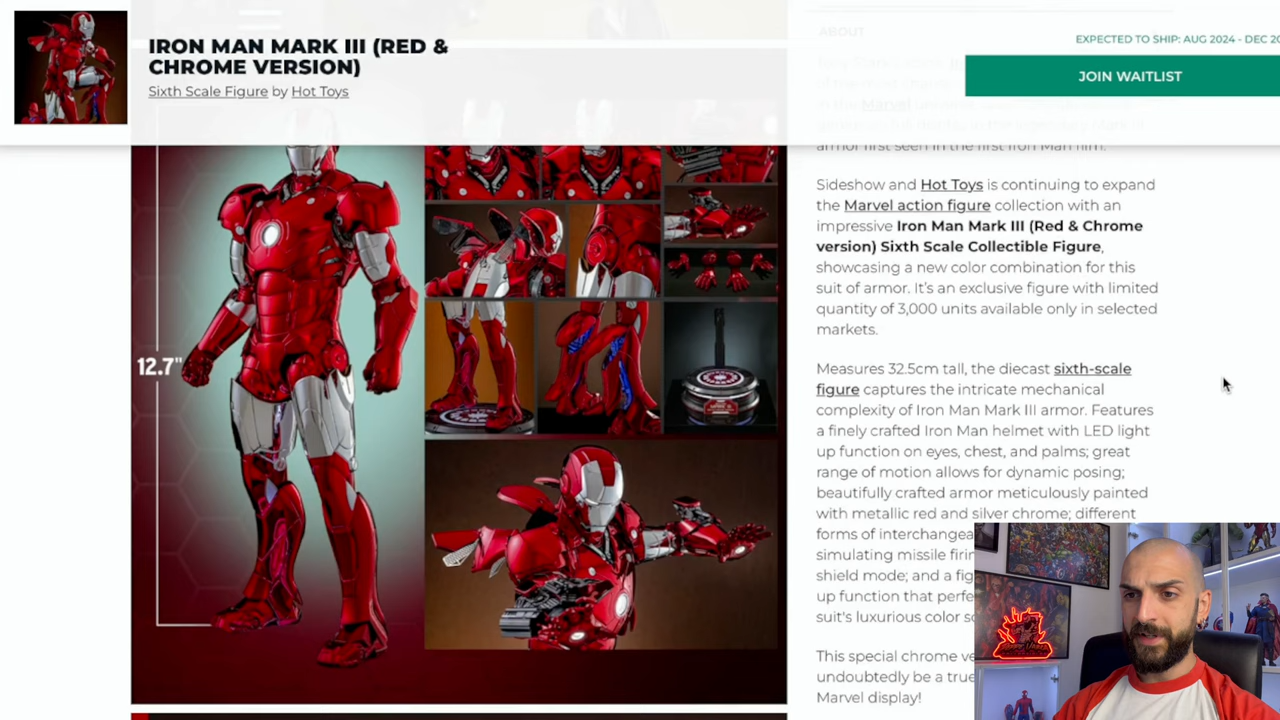 IRON MAN MARK III (RED &
CHROME VERSION)
Sixth Scale Figure by Hot Toys
EXPECTED TO SHIP: AUG 2024 - DEC 20
JOIN WAITLIST
ABOUT
armor first seen in the first Iron Man film.
Sideshow and Hot Toys is continuing to expand
the Marvel action figure collection with an
impressive Iron Man Mark III (Red & Chrome
version) Sixth Scale Collectible Figure,
showcasing a new color combination for this
suit of armor. It's an exclusive figure with limited
quantity of 3,000 units available only in selected
markets.
Measures 32.5cm tall, the diecast sixth-scale
figure captures the intricate mechanical
complexity of Iron Man Mark III armor. Features
a finely crafted Iron Man helmet with LED light
up function on eyes, chest, and palms; great
range of motion allows for dynamic posing;
beautifully crafted armor meticulously painted
with metallic red and silver chrome; different
forms of interchangea
simulating missile firin
shield mode; and a fig
up function that perfe
suit's luxurious color sc
This special chrome ve
undoubtedly be a true
Marvel display!
12.7"